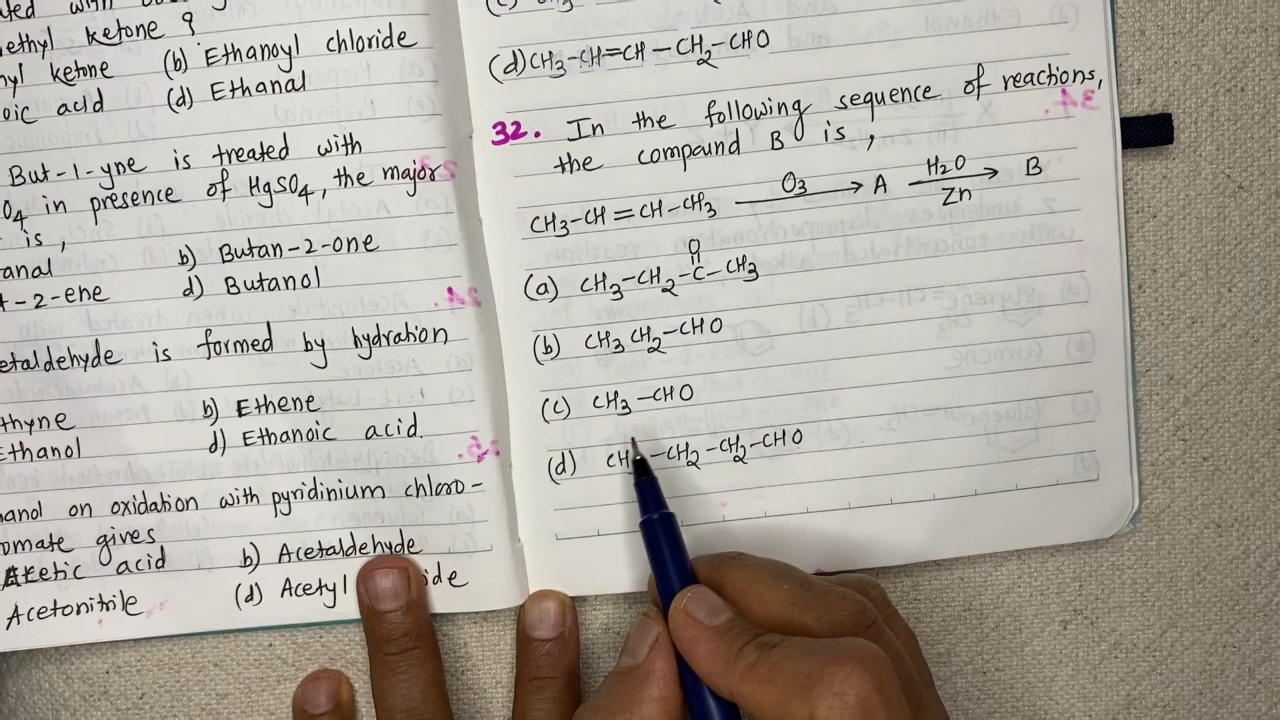 ethyl ketone ?
nyl ketone (b) Ethanoyl chloride
oic acid (d) Ethanal
But-1-yne is treated with
O4 in presence of HgSO4, the major
is,
anal b) Butan-2-one
t-2-ene d) Butanol
etaldehyde is formed by hydration
thyne b) Ethene
Ethanol d) Ethanoic acid.
anol on oxidation with pyridinium chloro-
omate gives
Acetic acid b) Acetaldehyde
Acetonitrile (d) Acetyl ide
(d) CH3-CH=CH-CH2-CHO
32. In the following sequence of reactions,
the compound B is,
CH3-CH=CH-CH3 O3 → A H2O Zn → B
O
(a) CH3-CH2-C-CH3
(b) CH3CH2-CHO
(c) CH3-CHO
(d) CH -CH2-CH2-CHO